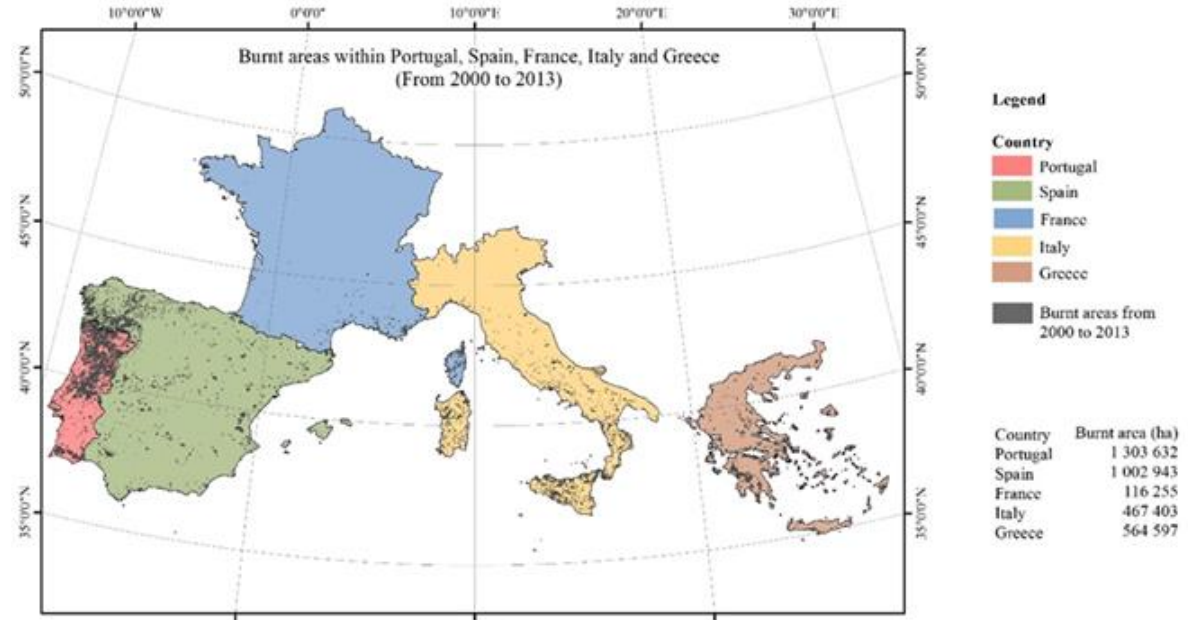 10°0'0"W 0°0'0" 10°0'0"E 20°0'0"E 30°0'0"E
Burnt areas within Portugal, Spain, France, Italy and Greece
(From 2000 to 2013)
50°0'0"N
45°0'0"N
40°0'0"N
35°0'0"N
50°0'0"N
45°0'0"N
40°0'0"N
35°0'0"N
Legend
Country
Portugal
Spain
France
Italy
Greece
Burnt areas from
2000 to 2013
Country Burnt area (ha)
Portugal 1 303 632
Spain 1 002 943
France 116 255
Italy 467 403
Greece 564 597